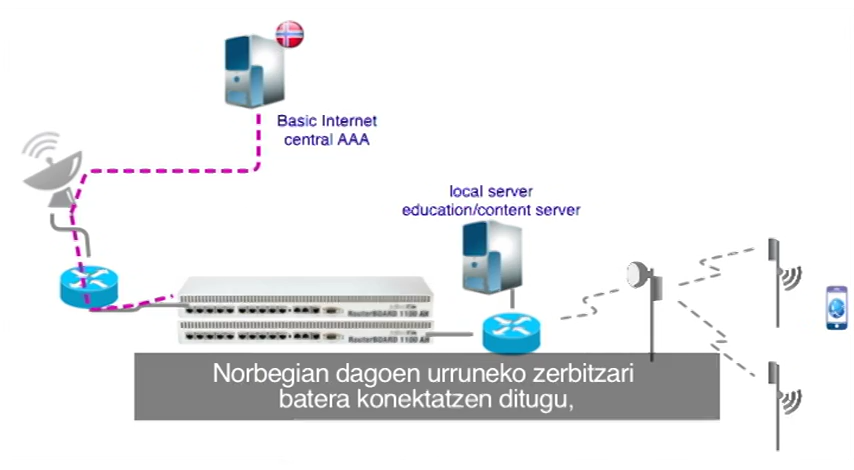 Basic Internet
central AAA
local server
education/content server
RouterBOARD 1100 AH
RouterBOARD 1100 AH
Norbegian dagoen urruneko zerbitzari
batera konektatzen ditugu,